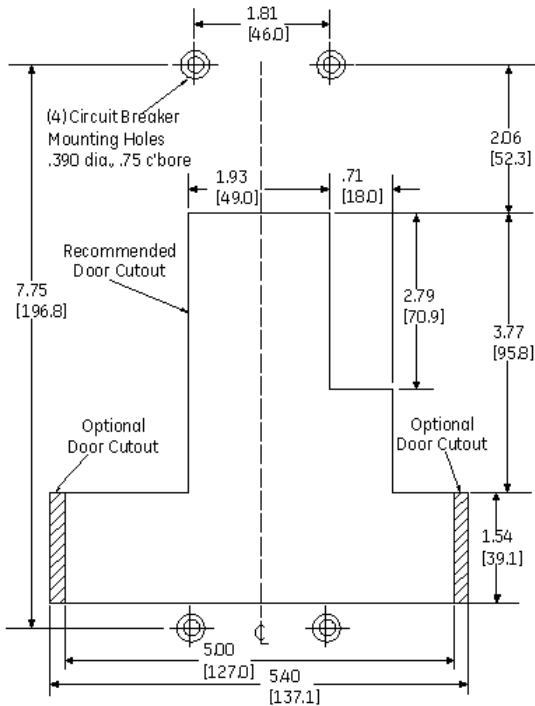 1.81
[46.0]
(4) Circuit Breaker
Mounting Holes
.390 dia., .75 c'bore
2.06
[52.3]
1.93
[49.0]
.71
[18.0]
Recommended
Door Cutout
7.75
[196.8]
2.79
[70.9]
3.77
[95.8]
Optional
Door Cutout
Optional
Door Cutout
1.54
[39.1]
℄
5.00
[127.0]
5.40
[137.1]